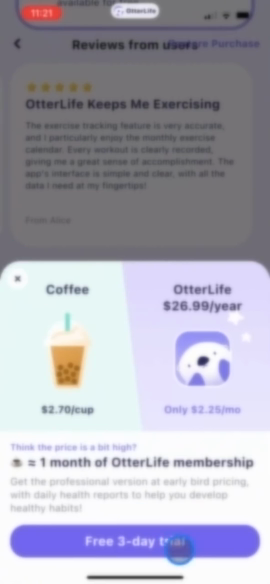 available for
11:21
OtterLife
Reviews from users
Purchase
OtterLife Keeps Me Exercising
The exercise tracking feature is very accurate,
and I particularly enjoy the monthly exercise
calendar. Every workout is clearly recorded,
giving me a great sense of accomplishment. The
app's interface is simple and clear, with all the
data I need at my fingertips!
From Alice
Coffee
OtterLife
$26.99/year
$2.70/cup
Only $2.25/mo
Think the price is a bit high?
☕ ≈ 1 month of OtterLife membership
Get the professional version at early bird pricing,
with daily health reports to help you develop
healthy habits!
Free 3-day trial